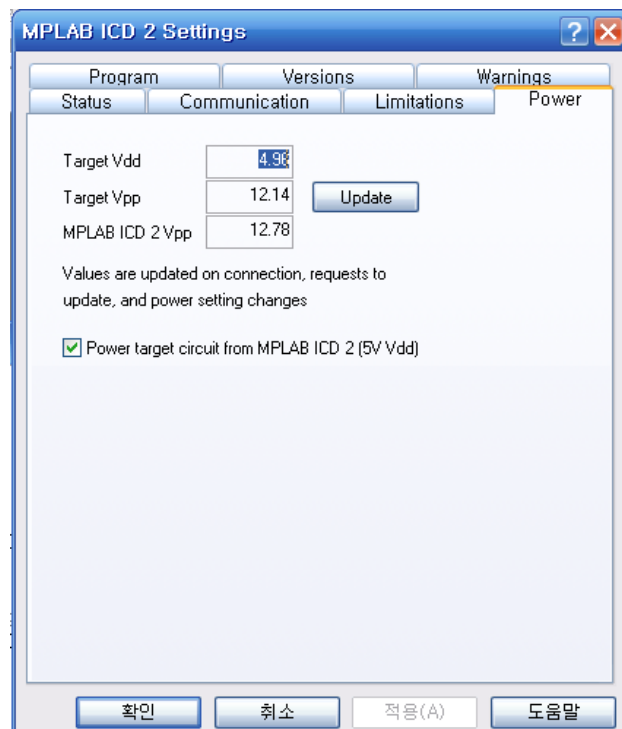 MPLAB ICD 2 Settings
Program Versions Warnings
Status Communication Limitations Power
Target Vdd 4.98
Target Vpp 12.14 Update
MPLAB ICD 2 Vpp 12.78
Values are updated on connection, requests to
update, and power setting changes
Power target circuit from MPLAB ICD 2 (5V Vdd)
확인 취소 적용(A) 도움말